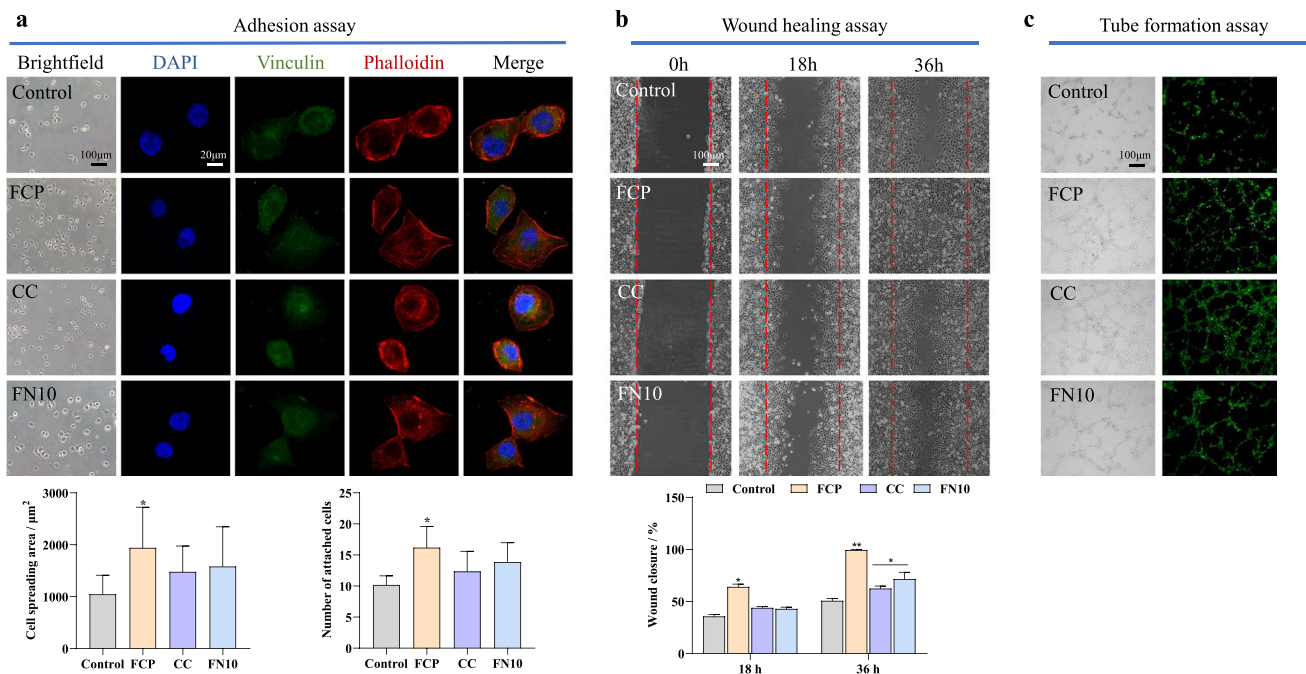 a
Adhesion assay
Brightfield DAPI Vinculin Phalloidin Merge
Control
100μm
20μm
FCP
CC
FN10
3000
2000
1000
0
Cell spreading area / μm²
*
Control FCP CC FN10
25
20
15
10
5
0
Number of attached cells
*
Control FCP CC FN10
b
Wound healing assay
0h 18h 36h
Control
100μm
FCP
CC
FN10
Control FCP CC FN10
150
100
50
0
Wound closure / %
*
**
*
18 h 36 h
c
Tube formation assay
Control
100μm
FCP
CC
FN10